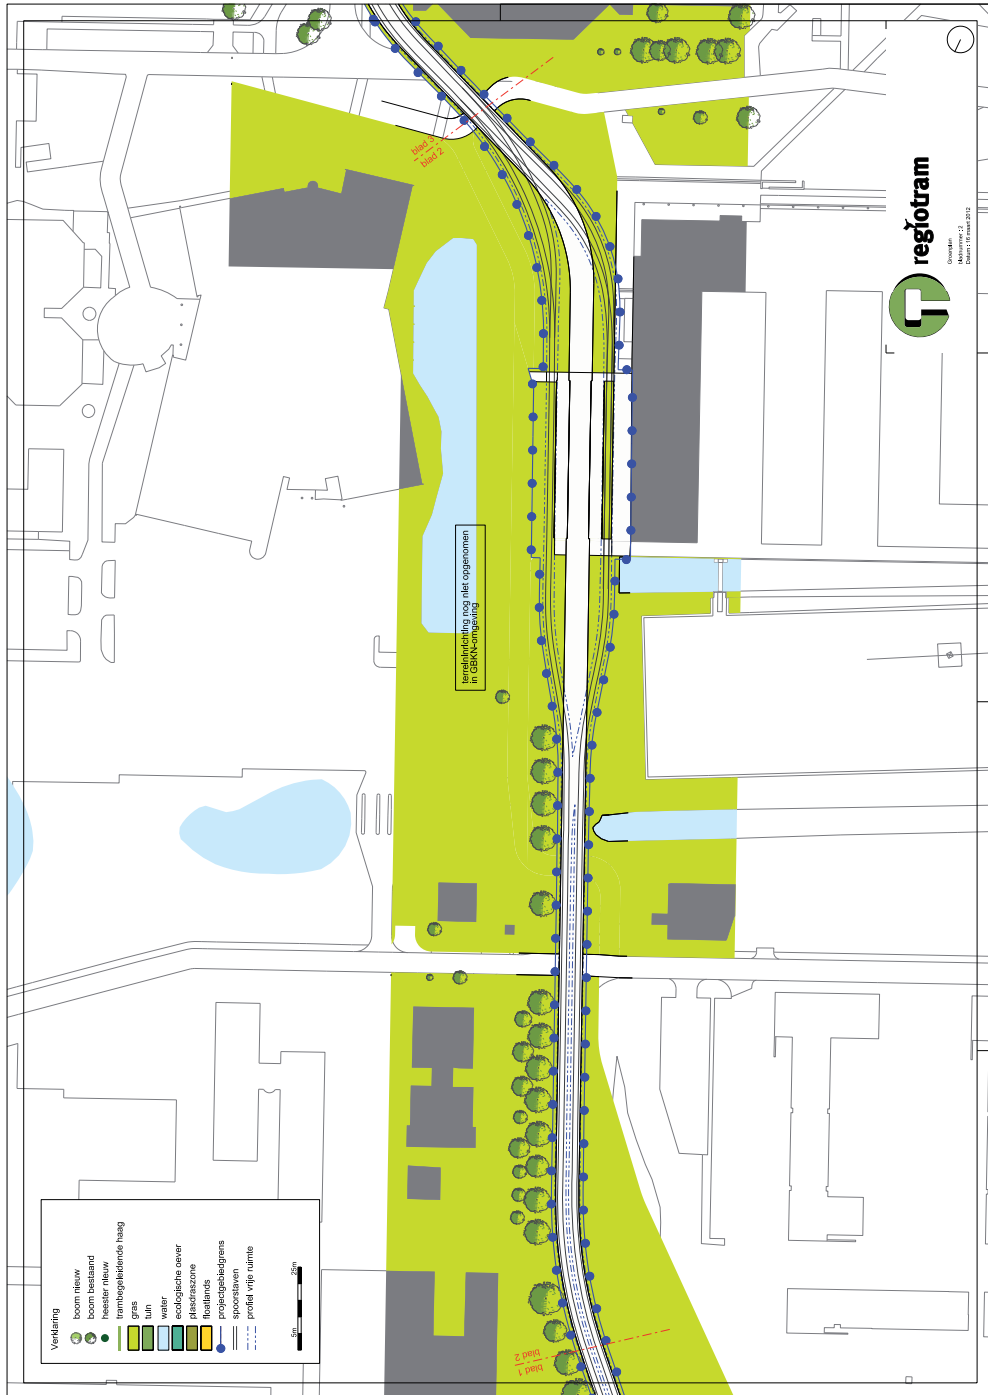 blad 3
blad 2
regiotram
Groenplan
bladnummer : 2
Datum : 16 maart 2012
terreininrichting nog niet opgenomen
in GBKN-omgeving
Verklaring
boom nieuw
boom bestaand
heester nieuw
trambegeleidende haag
gras
tuin
water
ecologische oever
plasdraszone
floatlands
projectgebiedgrens
spoorstaven
profiel vrije ruimte
5m
25m
blad 2
blad 1